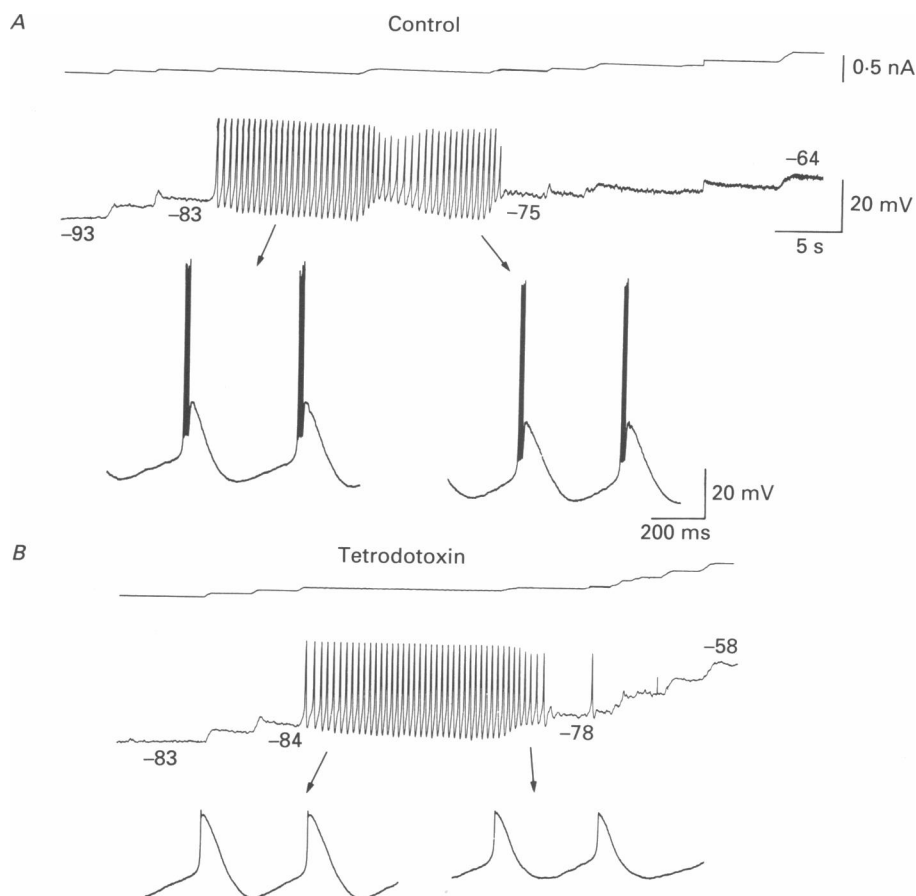 A
Control
0·5 nA
−64
−93
−83
−75
20 mV
5 s
20 mV
200 ms
B
Tetrodotoxin
−58
−83
−84
−78